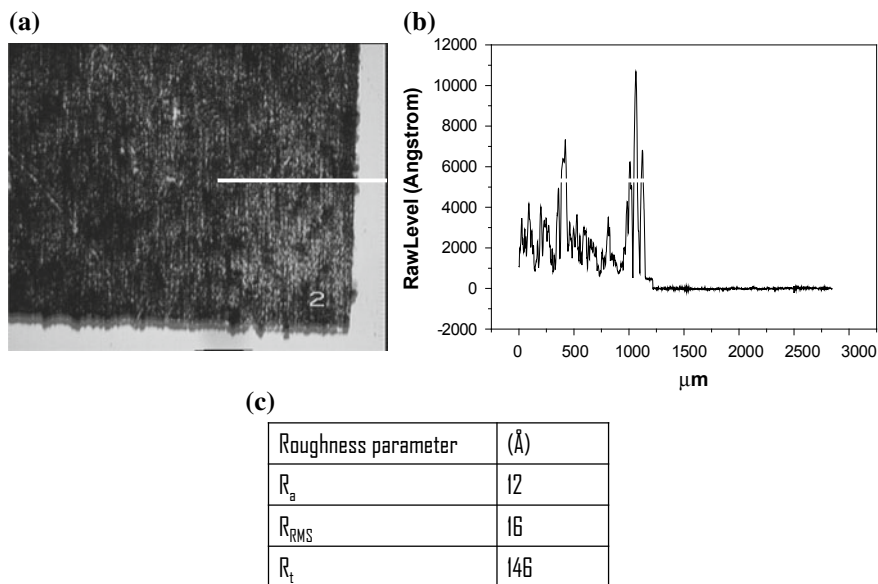 (a)
2
(b)
RawLevel (Angstrom)
12000
10000
8000
6000
4000
2000
0
-2000
0 500 1000 1500 2000 2500 3000
μm
(c)
Roughness parameter (Å)
Ra 12
RRMS 16
Rt 146